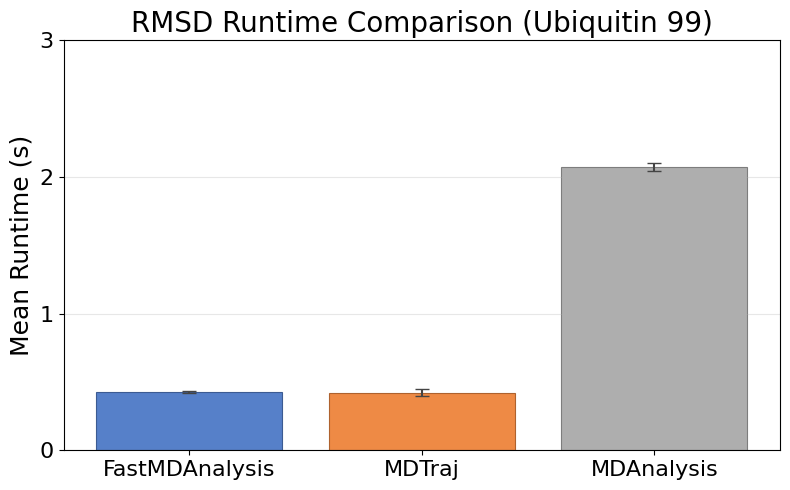 RMSD Runtime Comparison (Ubiquitin 99)
Mean Runtime (s)
3
2
1
0
FastMDAnalysis MDTraj MDAnalysis